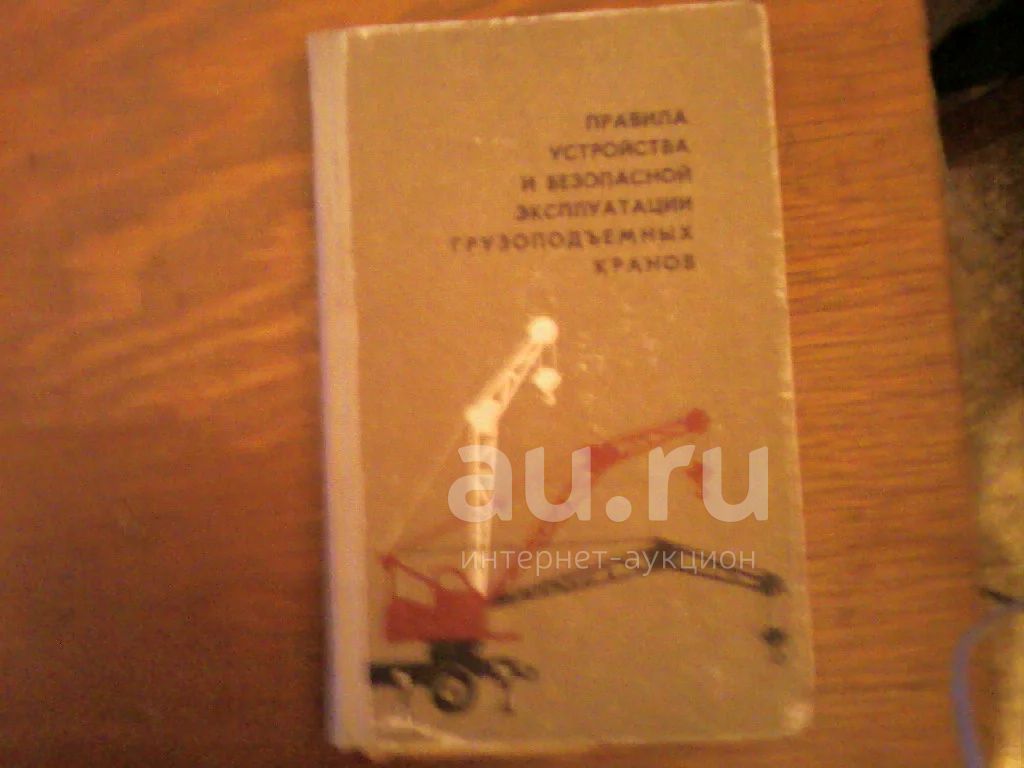 ПРАВИЛА
УСТРОЙСТВА
И БЕЗОПАСНОЙ
ЭКСПЛУАТАЦИИ
ГРУЗОПОДЪЕМНЫХ
КРАНОВ
au.ru
интернет-аукцион